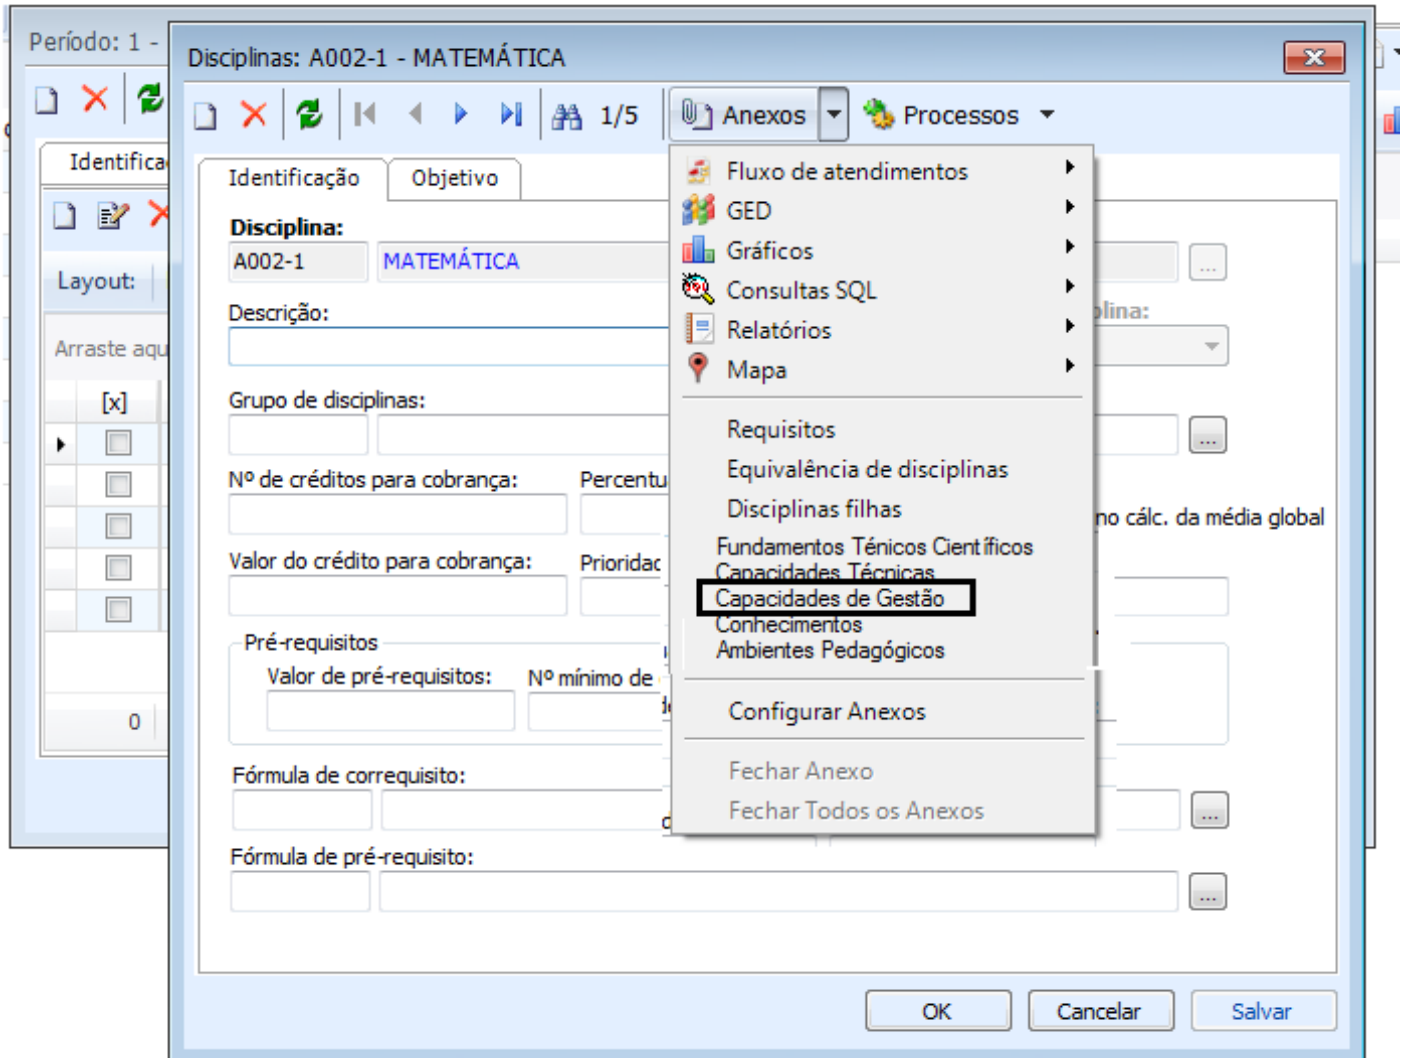 Período: 1 -
Disciplinas: A002-1 - MATEMÁTICA
1/5
Anexos
Processos
Identifica
Layout:
Arraste aqu
[x]
0
Identificação
Objetivo
Disciplina:
A002-1
MATEMÁTICA
...
Descrição:
plina:
Grupo de disciplinas:
...
Nº de créditos para cobrança:
Percentu
no cálc. da média global
Valor do crédito para cobrança:
Prioridac
Pré-requisitos
Valor de pré-requisitos:
Nº mínimo de
Fórmula de correquisito:
...
Fórmula de pré-requisito:
...
Fluxo de atendimentos
GED
Gráficos
Consultas SQL
Relatórios
Mapa
Requisitos
Equivalência de disciplinas
Disciplinas filhas
Fundamentos Ténicos Científicos
Capacidades Técnicas
Capacidades de Gestão
Conhecimentos
Ambientes Pedagógicos
Configurar Anexos
Fechar Anexo
Fechar Todos os Anexos
OK
Cancelar
Salvar